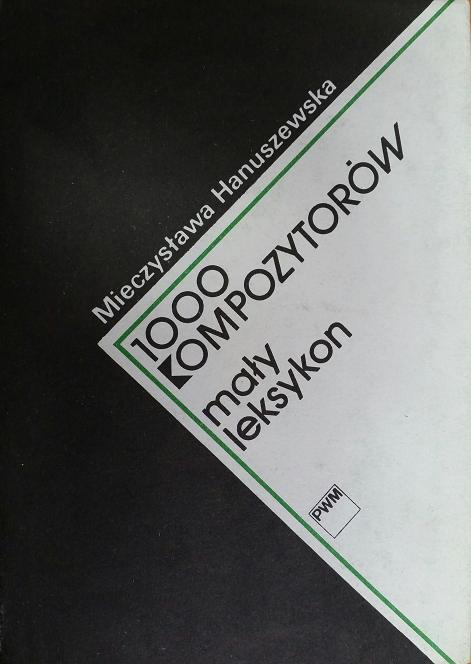 Mieczysława Hanuszewska
1000
KOMPOZYTORÓW
mały
leksykon
PWM